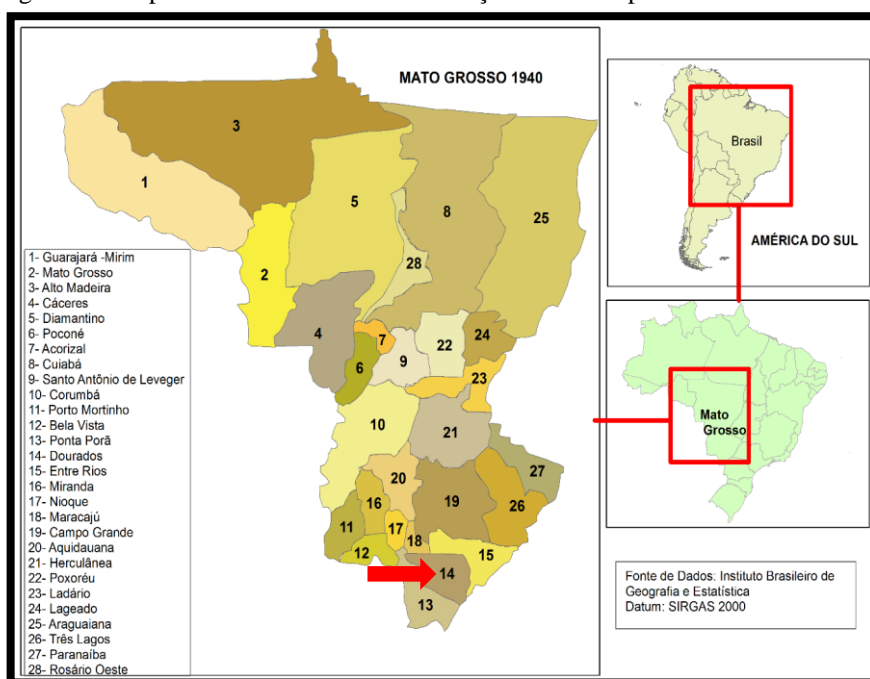 MATO GROSSO 1940
3
1
5
8
25
28
2
4
7
9
22
24
6
23
10
21
20
27
19
16
26
11
17
18
15
12
14
13
1- Guarajará -Mirim
2- Mato Grosso
3- Alto Madeira
4- Cáceres
5- Diamantino
6- Poconé
7- Acorizal
8- Cuiabá
9- Santo Antônio de Leveger
10- Corumbá
11- Porto Mortinho
12- Bela Vista
13- Ponta Porã
14- Dourados
15- Entre Rios
16- Miranda
17- Nioque
18- Maracajú
19- Campo Grande
20- Aquidauana
21- Herculânea
22- Poxoréu
23- Ladário
24- Lageado
25- Araguaiana
26- Três Lagos
27- Paranaíba
28- Rosário Oeste
Brasil
AMÉRICA DO SUL
Mato
Grosso
Fonte de Dados: Instituto Brasileiro de
Geografia e Estatística
Datum: SIRGAS 2000